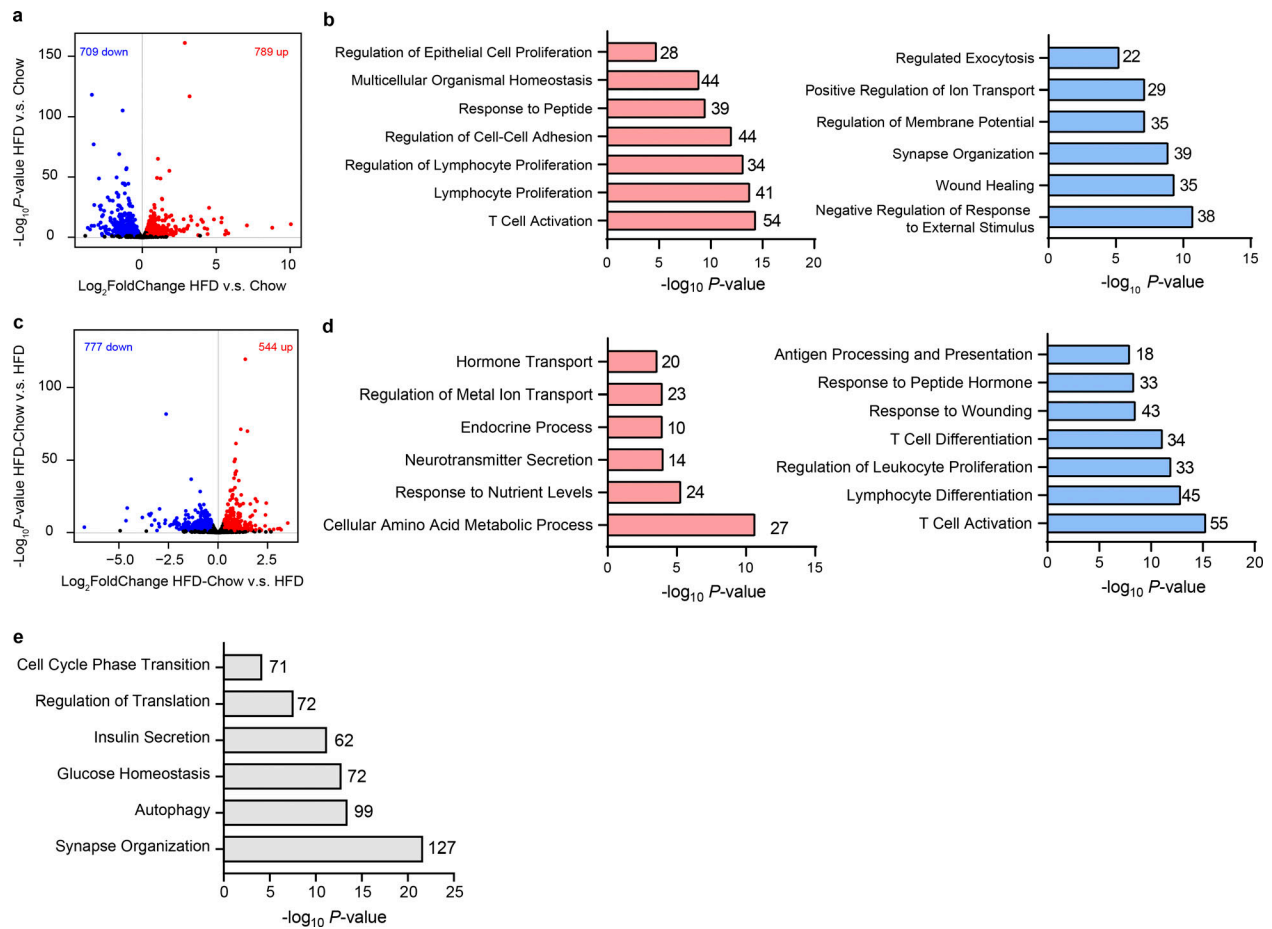 a
709 down
789 up
150
100
50
0
0
5
10
-Log10P-value HFD v.s. Chow
Log2FoldChange HFD v.s. Chow
b
Regulation of Epithelial Cell Proliferation 28
Multicellular Organismal Homeostasis 44
Response to Peptide 39
Regulation of Cell-Cell Adhesion 44
Regulation of Lymphocyte Proliferation 34
Lymphocyte Proliferation 41
T Cell Activation 54
0 5 10 15 20
-log10 P-value
Regulated Exocytosis 22
Positive Regulation of Ion Transport 29
Regulation of Membrane Potential 35
Synapse Organization 39
Wound Healing 35
Negative Regulation of Response
to External Stimulus 38
0 5 10 15
-log10 P-value
c
777 down
544 up
100
50
0
−5.0 −2.5 0.0 2.5
-Log10P-value HFD-Chow v.s. HFD
Log2FoldChange HFD-Chow v.s. HFD
d
Hormone Transport 20
Regulation of Metal Ion Transport 23
Endocrine Process 10
Neurotransmitter Secretion 14
Response to Nutrient Levels 24
Cellular Amino Acid Metabolic Process 27
0 5 10 15
-log10 P-value
Antigen Processing and Presentation 18
Response to Peptide Hormone 33
Response to Wounding 43
T Cell Differentiation 34
Regulation of Leukocyte Proliferation 33
Lymphocyte Differentiation 45
T Cell Activation 55
0 5 10 15 20
-log10 P-value
e
Cell Cycle Phase Transition 71
Regulation of Translation 72
Insulin Secretion 62
Glucose Homeostasis 72
Autophagy 99
Synapse Organization 127
0 5 10 15 20 25
-log10 P-value